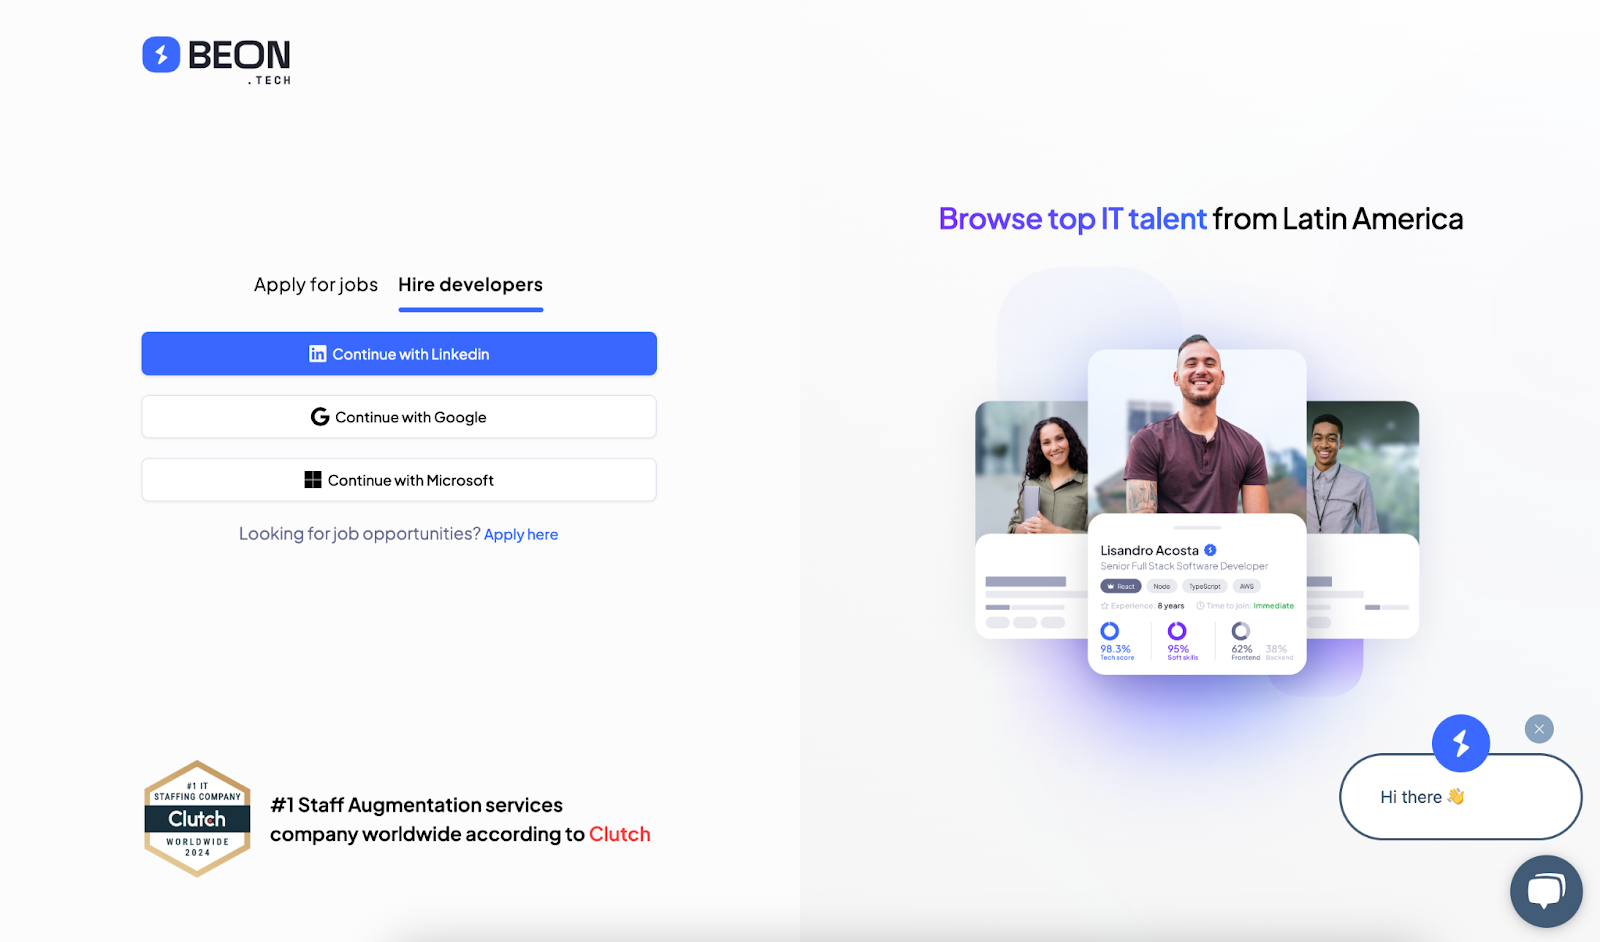 BEON
.TECH
Apply for jobs
Hire developers
in Continue with Linkedin
G Continue with Google
Continue with Microsoft
Looking for job opportunities? Apply here
#1 IT
STAFFING COMPANY
Clutch
WORLDWIDE
2024
#1 Staff Augmentation services
company worldwide according to Clutch
Browse top IT talent from Latin America
Lisandro Acosta
Senior Full Stack Software Developer
React Node TypeScript AWS
Experience: 8 years Time to join: Immediate
98.3% 95% 62% 38%
Tech score Soft skills Frontend Backend
Hi there 👋